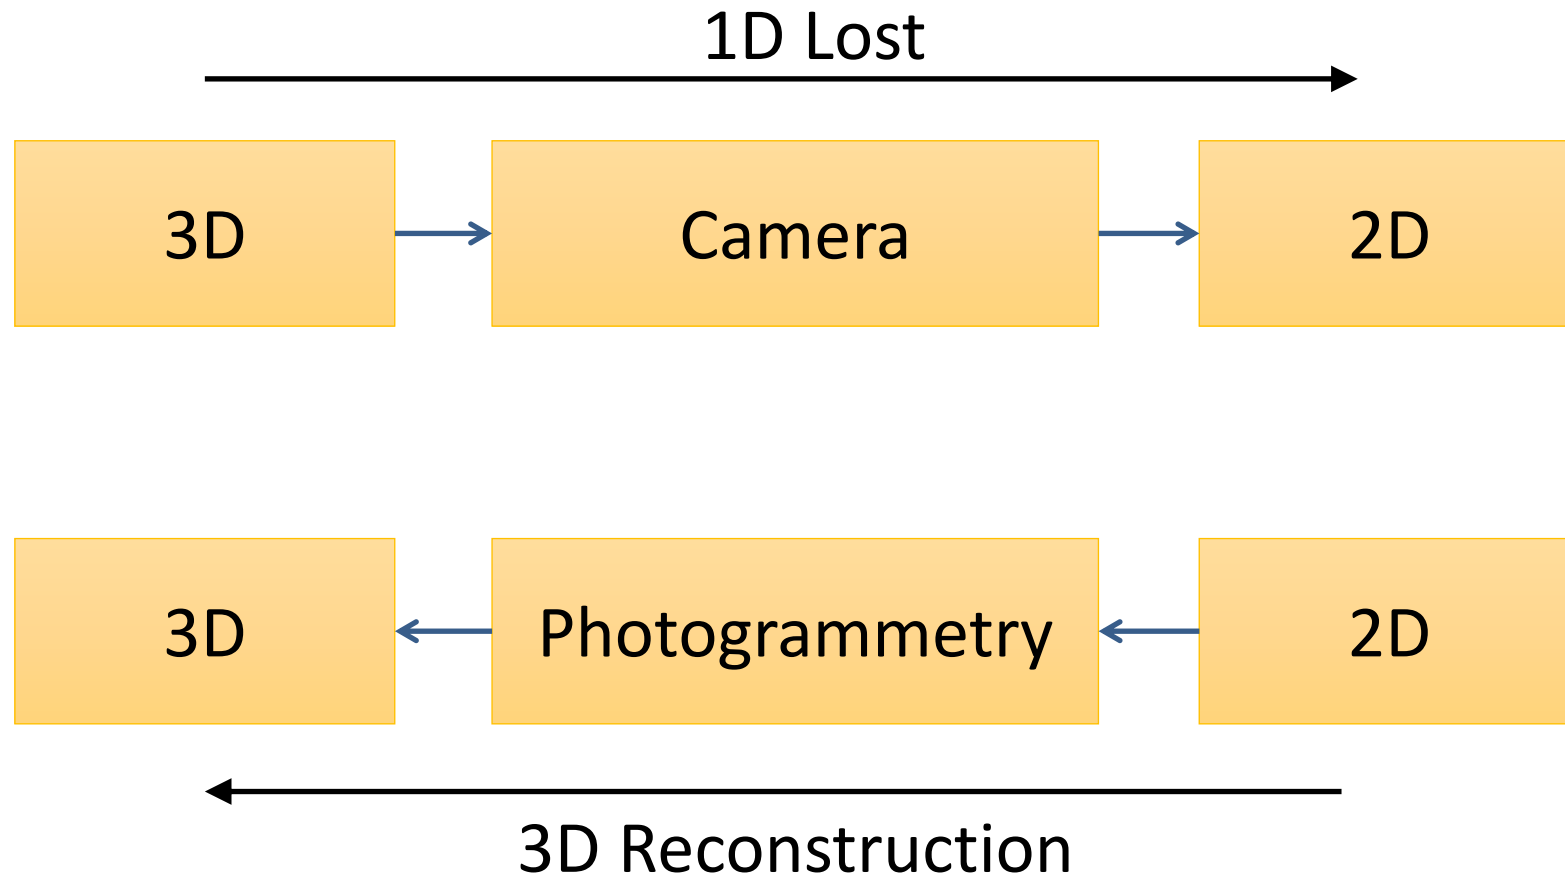 1D Lost
3D
Camera
2D
3D
Photogrammetry
2D
3D Reconstruction